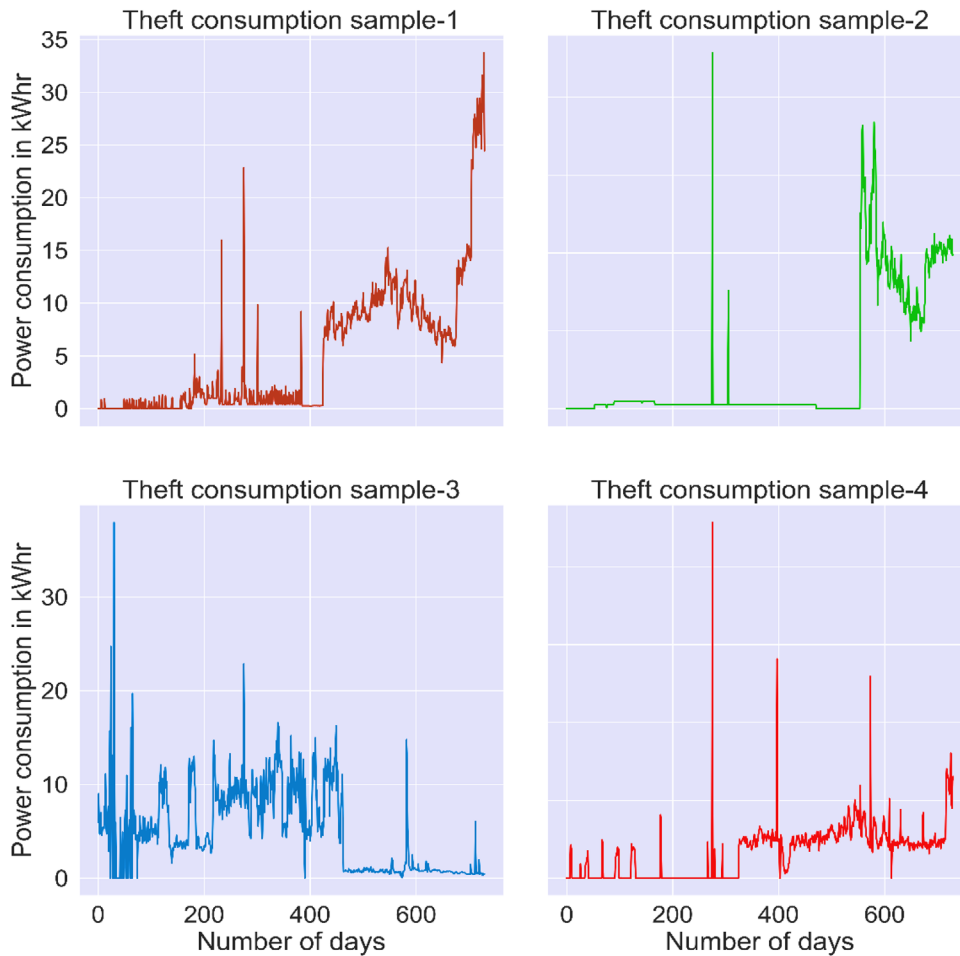 Theft consumption sample-1
Theft consumption sample-2
Power consumption in kWhr
35
30
25
20
15
10
5
0
Theft consumption sample-3
Theft consumption sample-4
Power consumption in kWhr
30
20
10
0
0 200 400 600
0 200 400 600
Number of days
Number of days